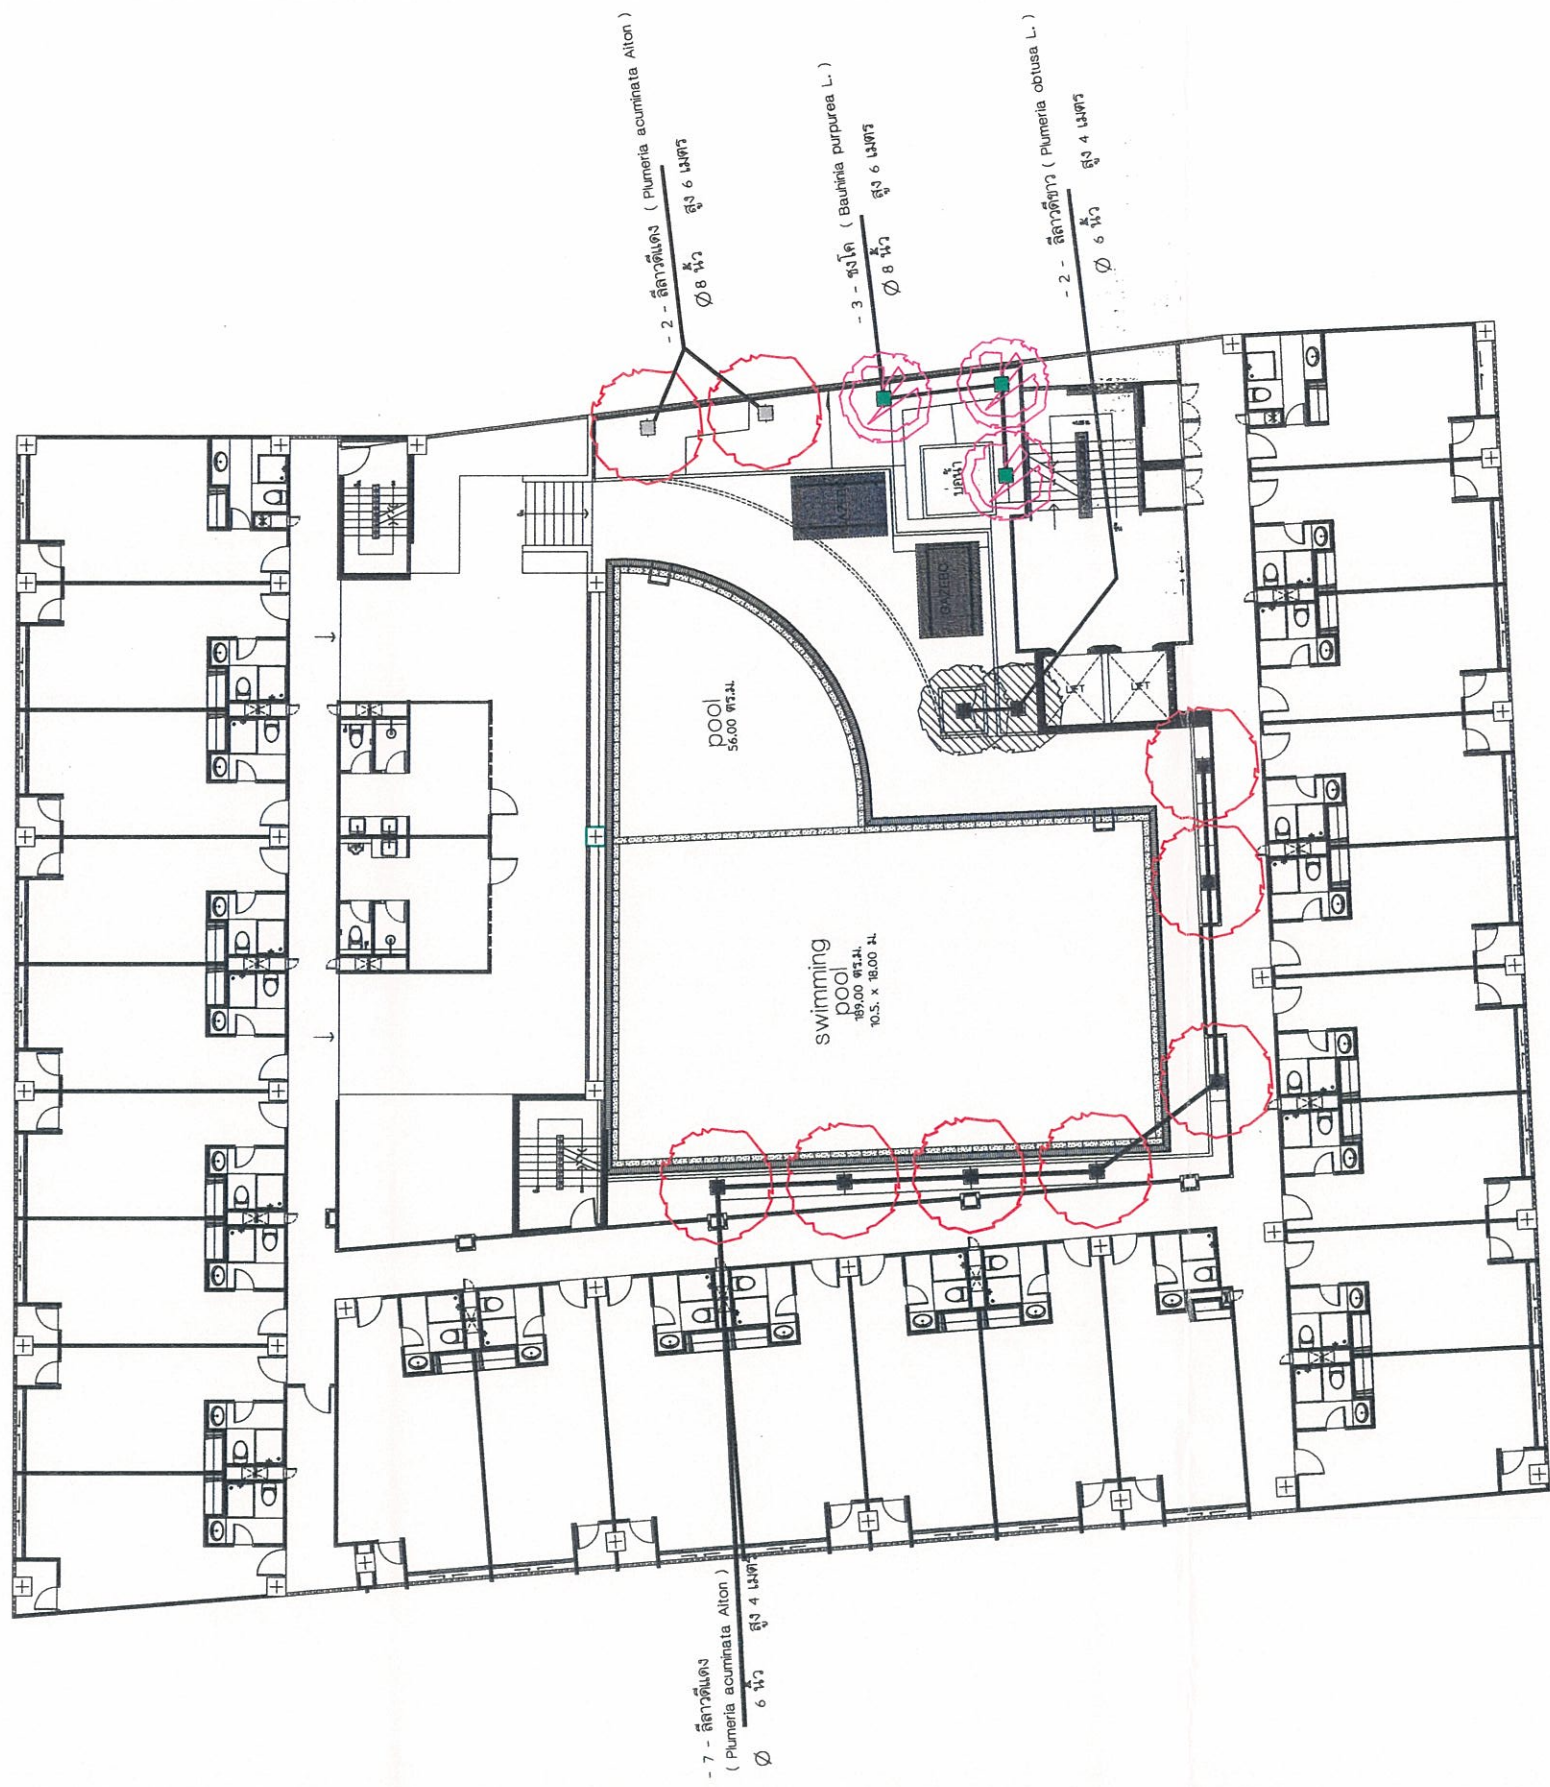 - 2 - ลีลาวดีแดง ( Plumeria acuminata Aiton )
Ø 8 นิ้ว สูง 6 เมตร
- 3 - ชงโค ( Bauhinia purpurea L. )
Ø 8 นิ้ว สูง 6 เมตร
- 2 - ลีลาวดีขาว ( Plumeria obtusa L. )
Ø 6 นิ้ว สูง 4 เมตร
บ่อน้ำ
GAZEBO
pool
56.00 ตร.ม.
LIFT
LIFT
swimming
pool
189.00 ตร.ม.
10.5. x 18.00 ม.
- 7 - ลีลาวดีแดง
( Plumeria acuminata Aiton )
Ø 6 นิ้ว สูง 4 เมตร